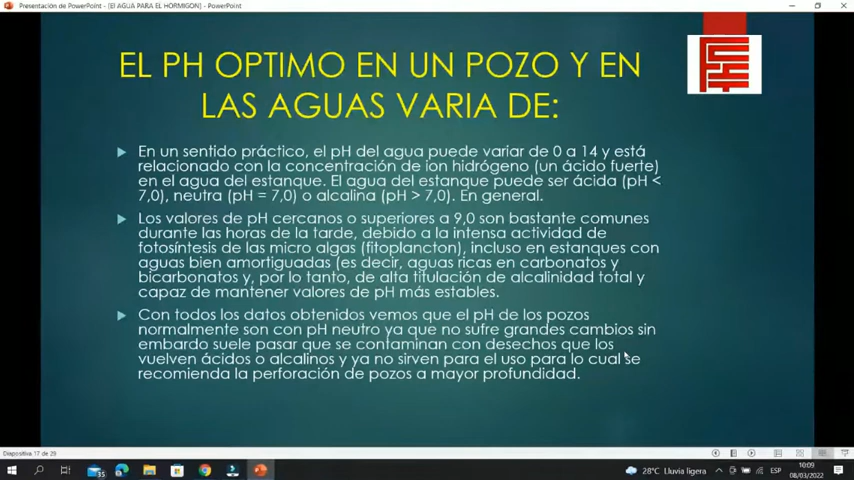 Presentación de PowerPoint - [El AGUA PARA EL HORMIGON] - PowerPoint
EL PH OPTIMO EN UN POZO Y EN
LAS AGUAS VARIA DE:
En un sentido práctico, el pH del agua puede variar de 0 a 14 y está
relacionado con la concentración de ion hidrógeno (un ácido fuerte)
en el agua del estanque. El agua del estanque puede ser ácida (pH <
7,0), neutra (pH = 7,0) o alcalina (pH > 7,0). En general.
Los valores de pH cercanos o superiores a 9,0 son bastante comunes
durante las horas de la tarde, debido a la intensa actividad de
fotosíntesis de las micro algas (fitoplancton), incluso en estanques con
aguas bien amortiguadas (es decir, aguas ricas en carbonatos y
bicarbonatos y, por lo tanto, de alta titulación de alcalinidad total y
capaz de mantener valores de pH más estables.
Con todos los datos obtenidos vemos que el pH de los pozos
normalmente son con pH neutro ya que no sufre grandes cambios sin
embardo suele pasar que se contaminan con desechos que los
vuelven ácidos o alcalinos y ya no sirven para el uso para lo cual se
recomienda la perforación de pozos a mayor profundidad.
Diapositiva 17 de 29
35
28°C Lluvia ligera
ESP
10:09
08/03/2022